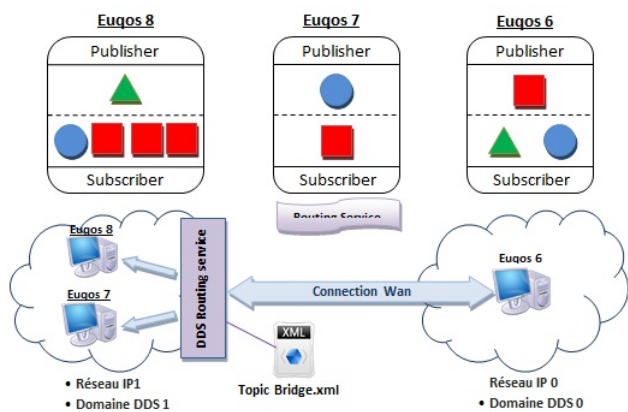 Euqos 8
Euqos 7
Euqos 6
Publisher
Publisher
Publisher
Subscriber
Subscriber
Subscriber
Routing Service
Euqos 8
Euqos 7
DDS Routing service
Connection Wan
Euqos 6
XML
Topic Bridge.xml
• Réseau IP1
• Domaine DDS 1
Réseau IP 0
• Domaine DDS 0